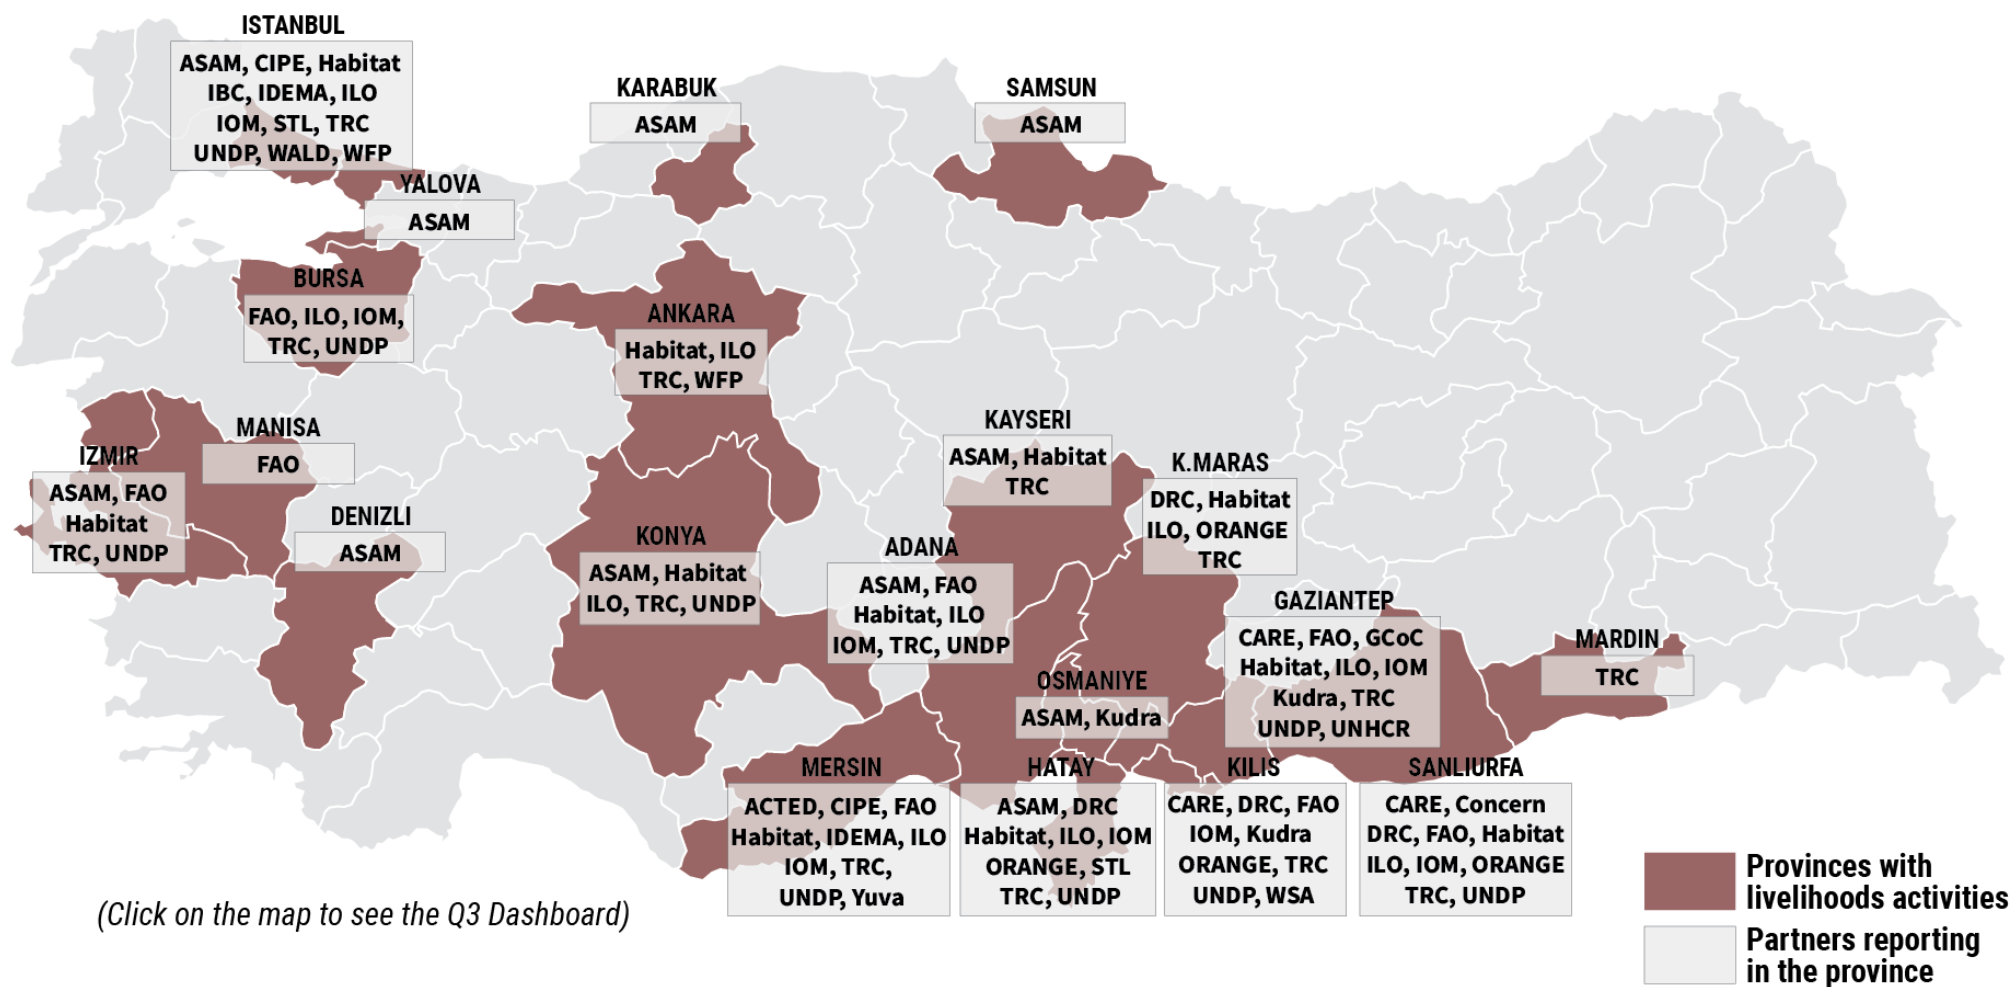 ISTANBUL
ASAM, CIPE, Habitat
IBC, IDEMA, ILO
IOM, STL, TRC
UNDP, WALD, WFP
KARABUK
ASAM
SAMSUN
ASAM
YALOVA
ASAM
BURSA
FAO, ILO, IOM,
TRC, UNDP
ANKARA
Habitat, ILO
TRC, WFP
MANISA
FAO
IZMIR
ASAM, FAO
Habitat
TRC, UNDP
DENIZLI
ASAM
KONYA
ASAM, Habitat
ILO, TRC, UNDP
KAYSERI
ASAM, Habitat
TRC
K.MARAS
DRC, Habitat
ILO, ORANGE
TRC
ADANA
ASAM, FAO
Habitat, ILO
IOM, TRC, UNDP
GAZIANTEP
CARE, FAO, GCoC
Habitat, ILO, IOM
Kudra, TRC
UNDP, UNHCR
MARDIN
TRC
OSMANIYE
ASAM, Kudra
MERSIN
ACTED, CIPE, FAO
Habitat, IDEMA, ILO
IOM, TRC,
UNDP, Yuva
HATAY
ASAM, DRC
Habitat, ILO, IOM
ORANGE, STL
TRC, UNDP
KILIS
CARE, DRC, FAO
IOM, Kudra
ORANGE, TRC
UNDP, WSA
SANLIURFA
CARE, Concern
DRC, FAO, Habitat
ILO, IOM, ORANGE
TRC, UNDP
(Click on the map to see the Q3 Dashboard)
Provinces with
livelihoods activities
Partners reporting
in the province